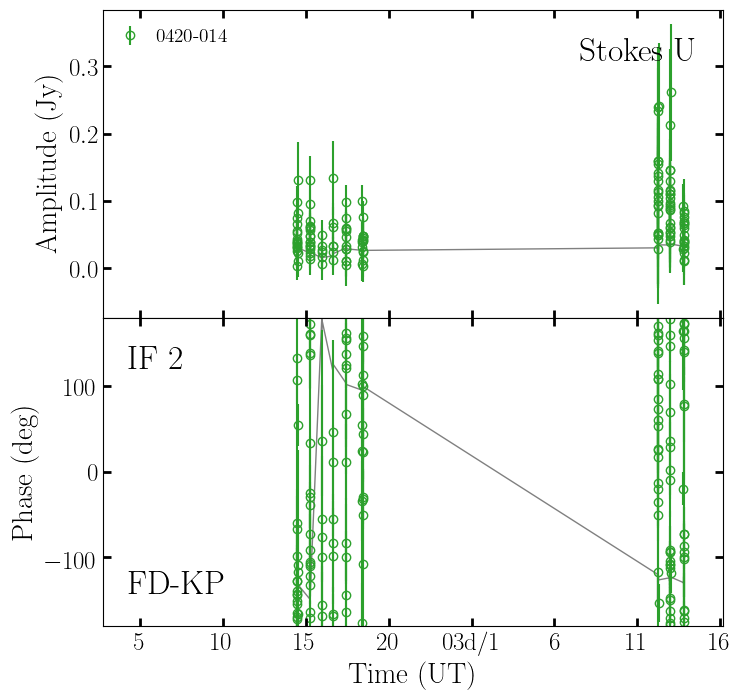 0420-014
Stokes U
Amplitude (Jy)
0.3
0.2
0.1
0.0
IF 2
Phase (deg)
100
0
−100
FD-KP
5 10 15 20 03d/1 6 11 16
Time (UT)